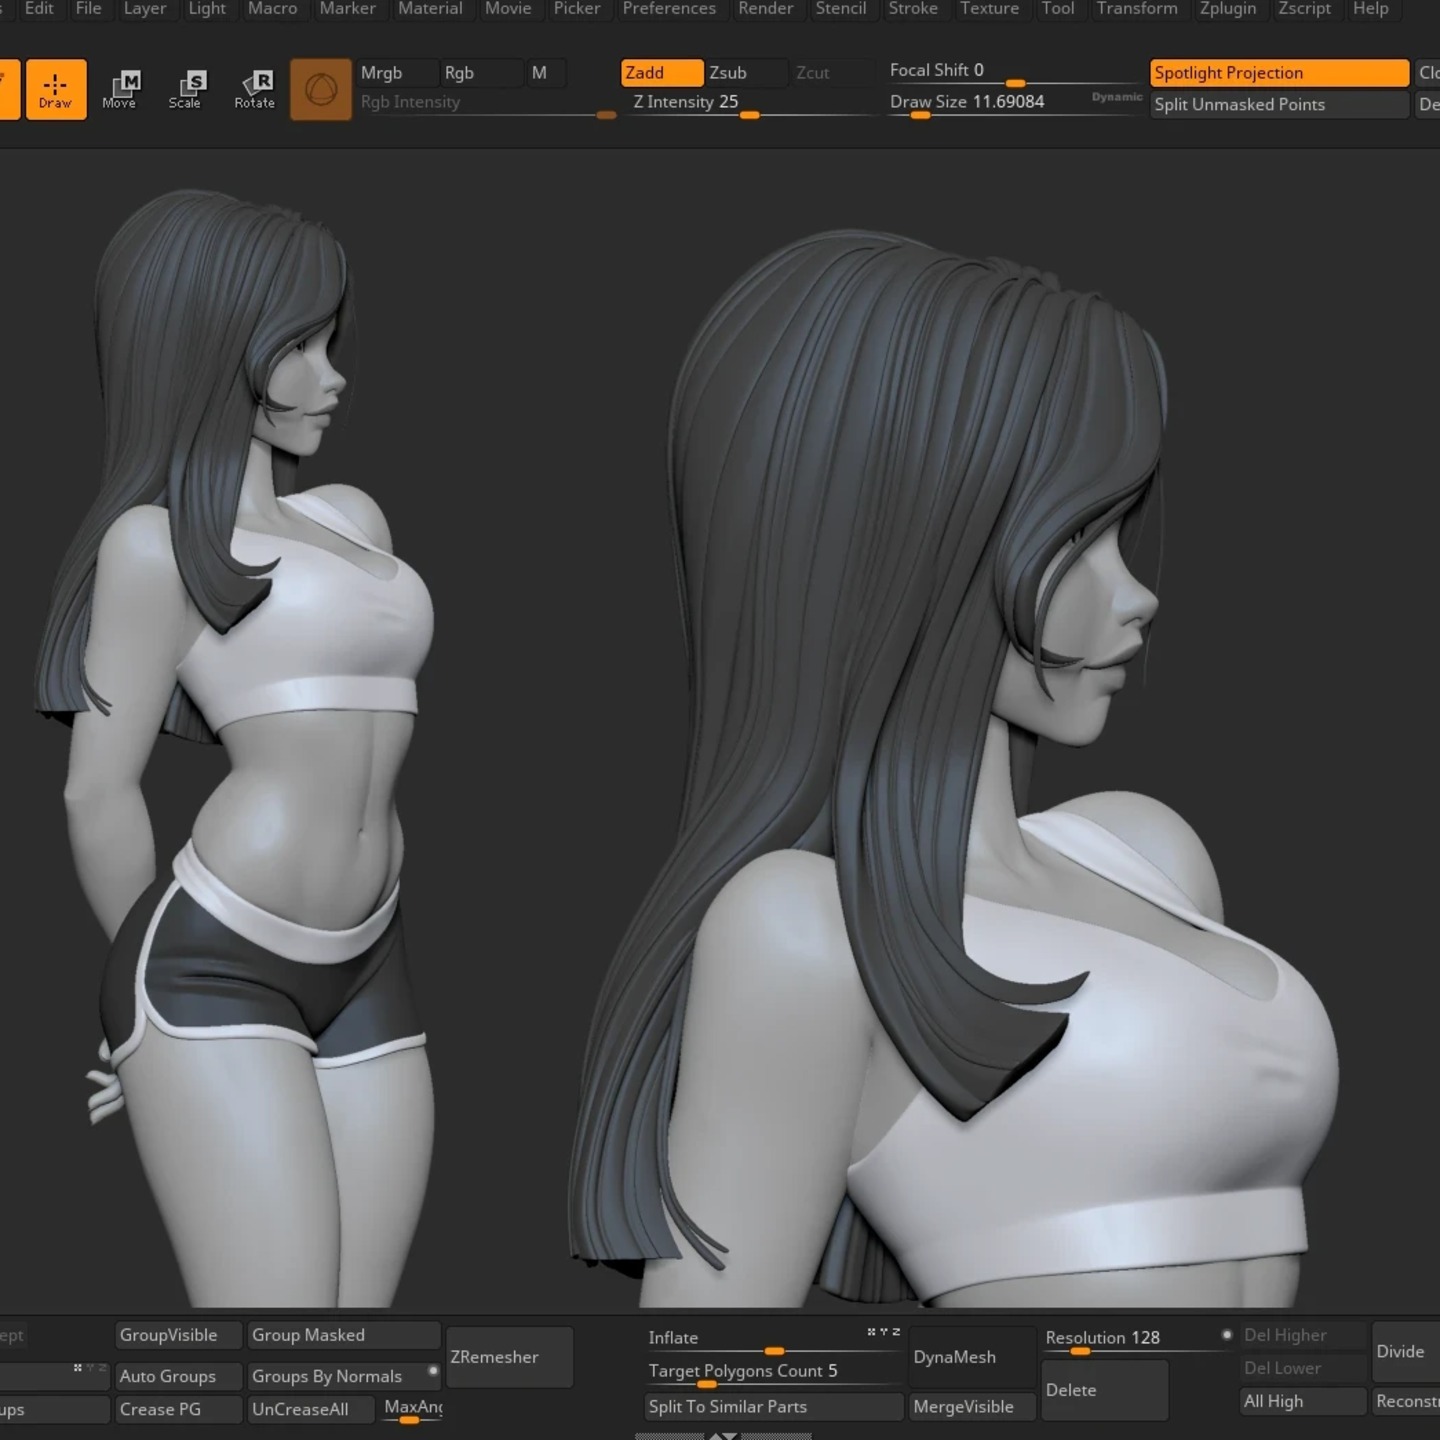 Edit File Layer Light Macro Marker Material Movie Picker Preferences Render Stencil Stroke Texture Tool Transform Zplugin Zscript Help
Draw M Move S Scale R Rotate Mrgb Rgb M Zadd Zsub Zcut Focal Shift 0 Spotlight Projection
Rgb Intensity Z Intensity 25 Draw Size 11.69084 Dynamic Split Unmasked Points
GroupVisible Group Masked ZRemesher Inflate Resolution 128 Del Higher
Auto Groups Groups By Normals Target Polygons Count 5 DynaMesh Delete Del Lower Divide
Crease PG UnCreaseAll MaxAng Split To Similar Parts MergeVisible All High Reconst